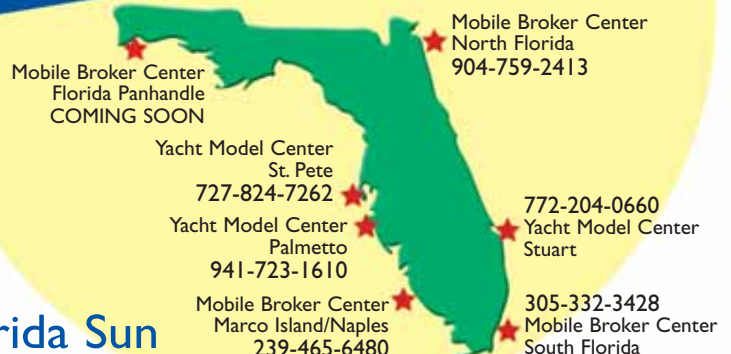 Mobile Broker Center
North Florida
904-759-2413
Mobile Broker Center
Florida Panhandle
COMING SOON
Yacht Model Center
St. Pete
727-824-7262
Yacht Model Center
Palmetto
941-723-1610
772-204-0660
Yacht Model Center
Stuart
Mobile Broker Center
Marco Island/Naples
239-465-6480
305-332-3428
Mobile Broker Center
South Florida
rida Sun